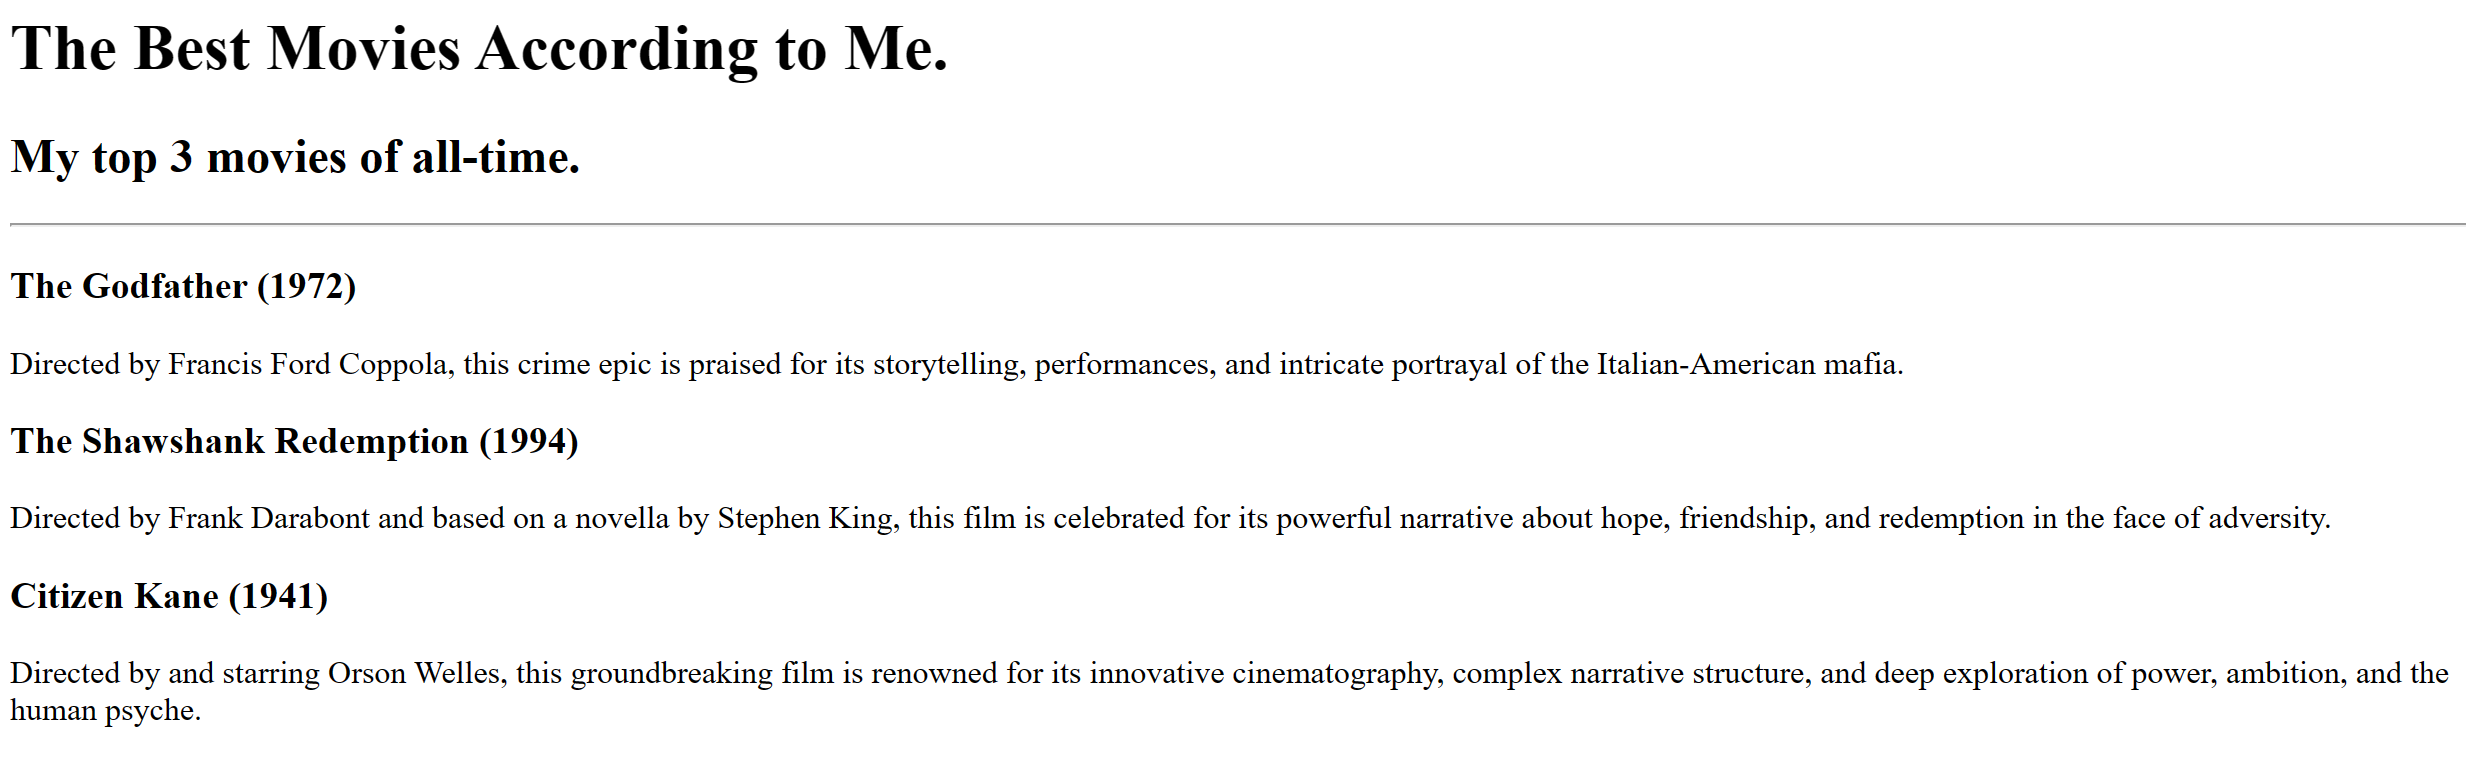 The Best Movies According to Me.
My top 3 movies of all-time.
The Godfather (1972)
Directed by Francis Ford Coppola, this crime epic is praised for its storytelling, performances, and intricate portrayal of the Italian-American mafia.
The Shawshank Redemption (1994)
Directed by Frank Darabont and based on a novella by Stephen King, this film is celebrated for its powerful narrative about hope, friendship, and redemption in the face of adversity.
Citizen Kane (1941)
Directed by and starring Orson Welles, this groundbreaking film is renowned for its innovative cinematography, complex narrative structure, and deep exploration of power, ambition, and the
human psyche.